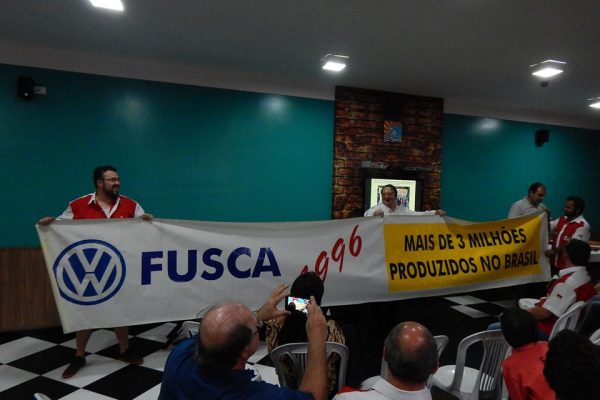 VW
FUSCA
1996
MAIS DE 3 MILHÕES
PRODUZIDOS NO BRASIL